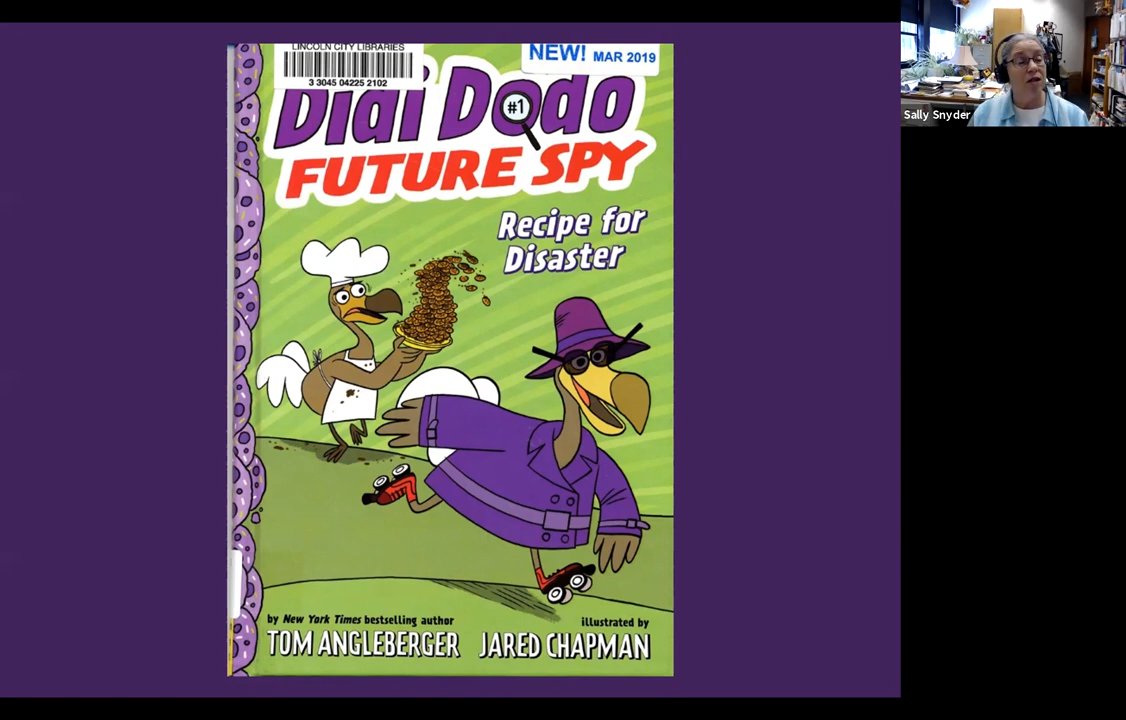 LINCOLN CITY LIBRARIES
3 3045 04225 2102
NEW! MAR 2019
Didi Dodo
#1
FUTURE SPY
Recipe for
Disaster
by New York Times bestselling author
TOM ANGLEBERGER
illustrated by
JARED CHAPMAN
Sally Snyder